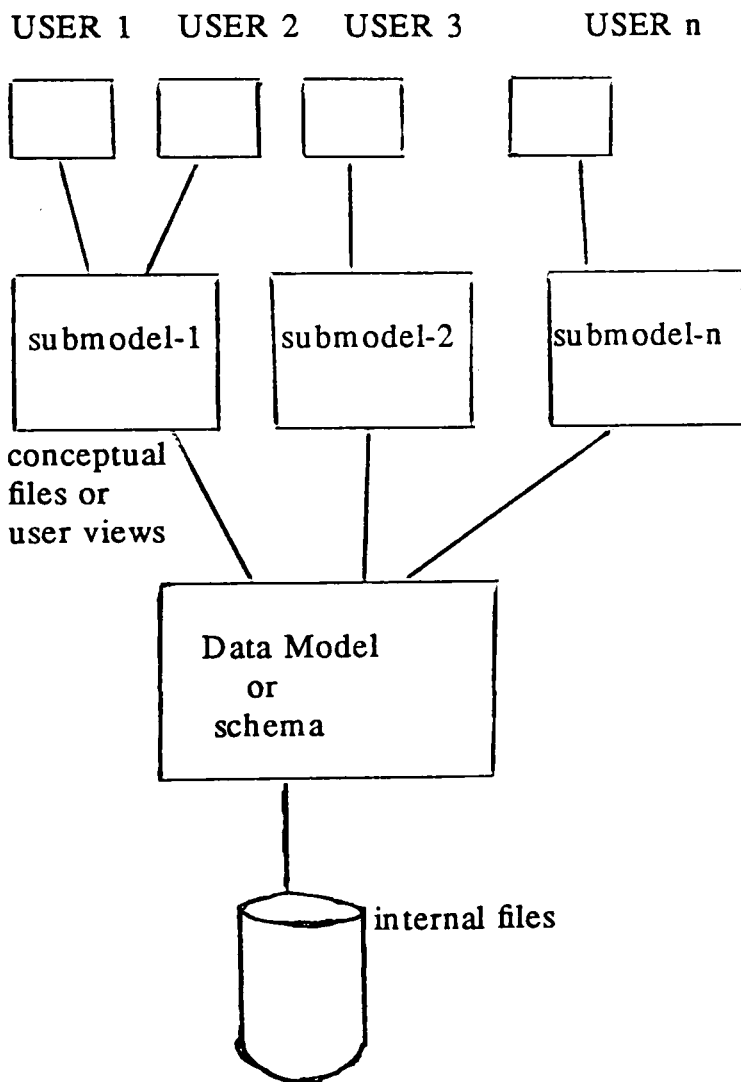 USER 1 USER 2 USER 3 USER n
submodel-1 submodel-2 submodel-n
conceptual
files or
user views
Data Model
or
schema
internal files